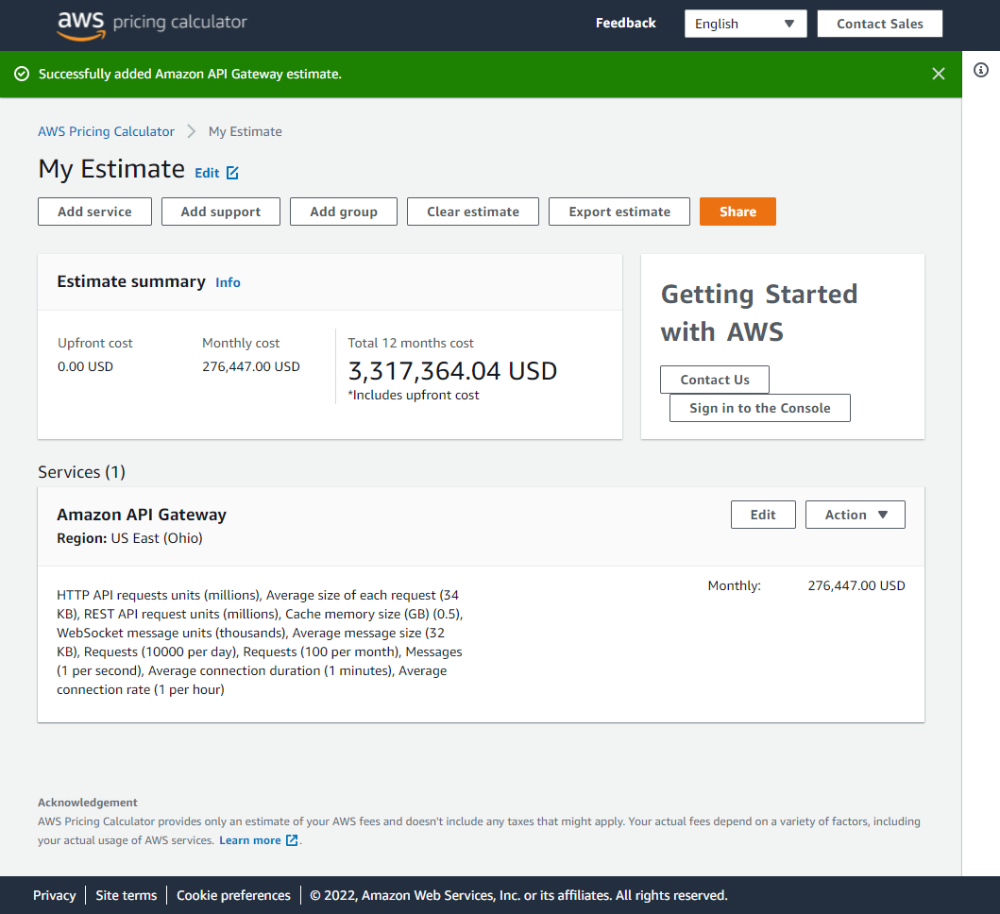 aws pricing calculator
Feedback
English
Contact Sales
Successfully added Amazon API Gateway estimate.
AWS Pricing Calculator
My Estimate
My Estimate Edit
Add service
Add support
Add group
Clear estimate
Export estimate
Share
Estimate summary Info
Upfront cost
0.00 USD
Monthly cost
276,447.00 USD
Total 12 months cost
3,317,364.04 USD
*Includes upfront cost
Getting Started
with AWS
Contact Us
Sign in to the Console
Services (1)
Amazon API Gateway
Region: US East (Ohio)
Edit
Action
HTTP API requests units (millions), Average size of each request (34
KB), REST API request units (millions), Cache memory size (GB) (0.5),
WebSocket message units (thousands), Average message size (32
KB), Requests (10000 per day), Requests (100 per month), Messages
(1 per second), Average connection duration (1 minutes), Average
connection rate (1 per hour)
Monthly: 276,447.00 USD
Acknowledgement
AWS Pricing Calculator provides only an estimate of your AWS fees and doesn't include any taxes that might apply. Your actual fees depend on a variety of factors, including
your actual usage of AWS services. Learn more .
Privacy
Site terms
Cookie preferences
© 2022, Amazon Web Services, Inc. or its affiliates. All rights reserved.